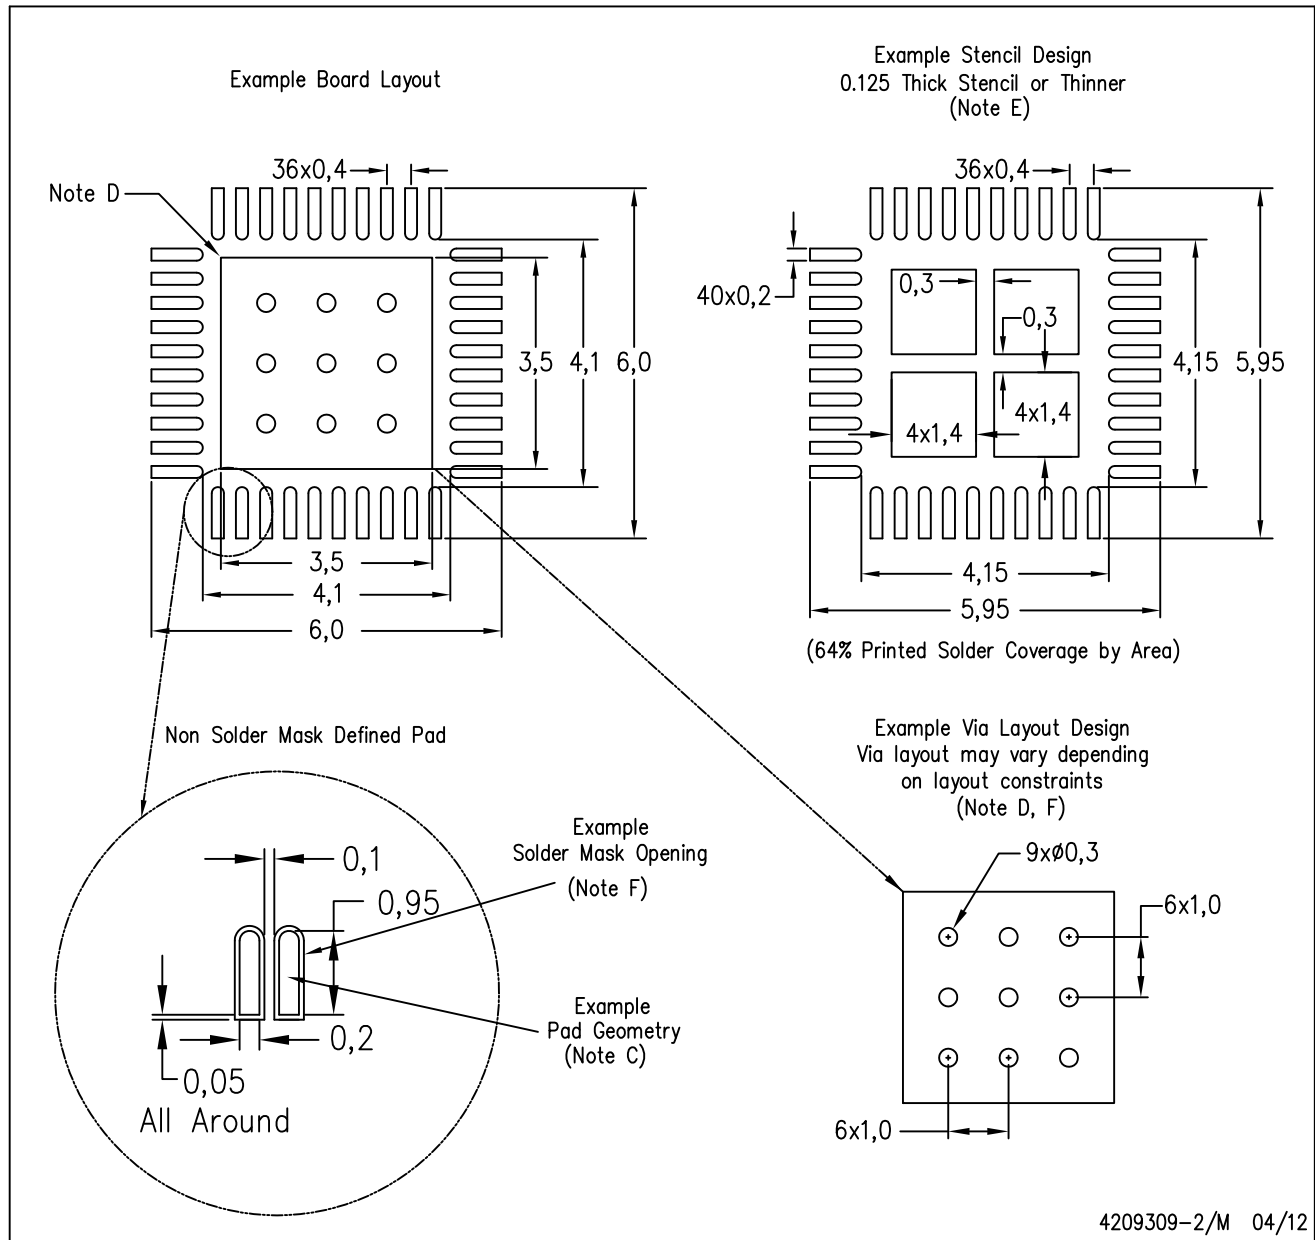 Example Board Layout
36x0,4
Note D
3,5
4,1
6,0
3,5
4,1
6,0
Example Stencil Design
0.125 Thick Stencil or Thinner
(Note E)
36x0,4
40x0,2
0,3
0,3
4x1,4
4x1,4
4,15
5,95
4,15
5,95
(64% Printed Solder Coverage by Area)
Non Solder Mask Defined Pad
0,1
0,95
0,2
0,05
All Around
Example
Solder Mask Opening
(Note F)
Example
Pad Geometry
(Note C)
Example Via Layout Design
Via layout may vary depending
on layout constraints
(Note D, F)
9xø0,3
6x1,0
6x1,0
4209309-2/M 04/12